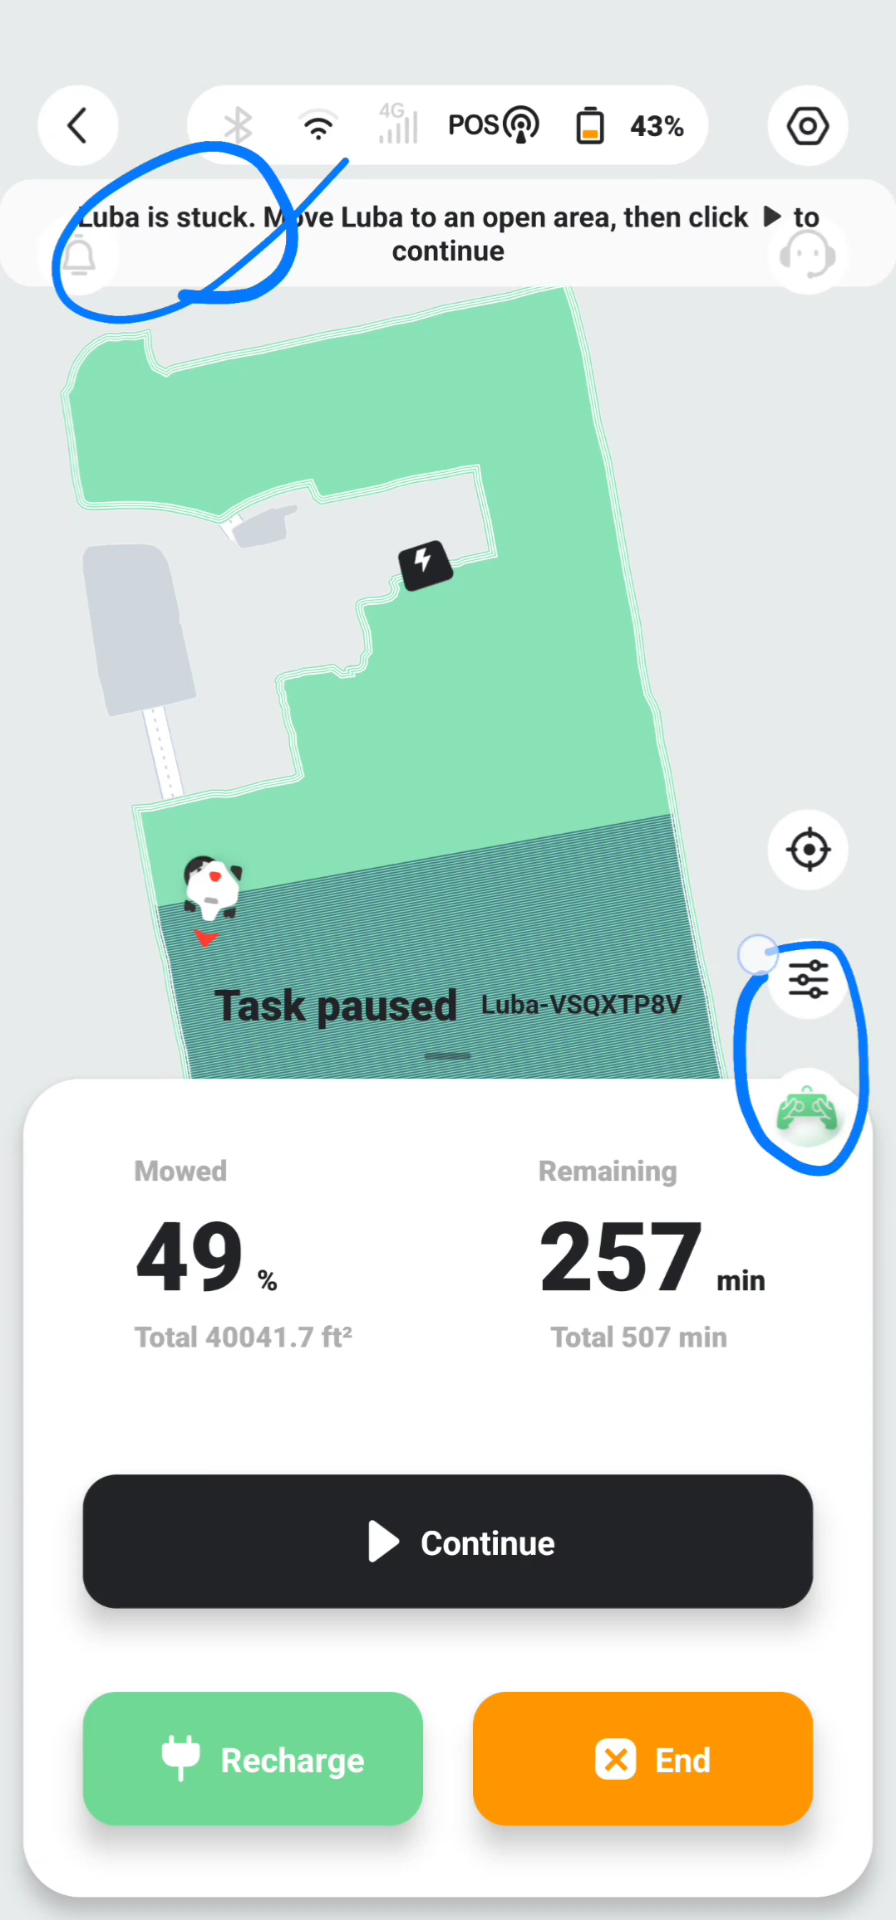 4G POS 43%
Luba is stuck. Move Luba to an open area, then click ▶ to
continue
Task paused Luba-VSQXTP8V
Mowed Remaining
49 % 257 min
Total 40041.7 ft² Total 507 min
Continue
Recharge End